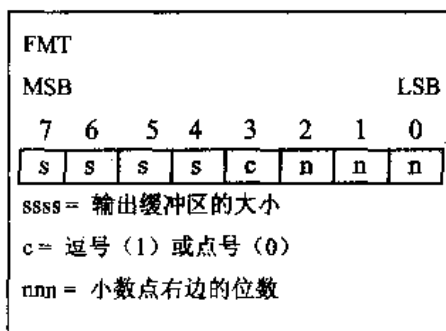 FMT
MSB LSB
7 6 5 4 3 2 1 0
s s s s c n n n
ssss = 输出缓冲区的大小
c = 逗号（1）或点号（0）
nnn = 小数点右边的位数